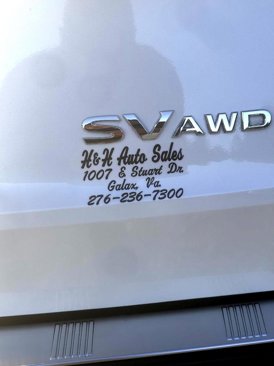 SV AWD
H&H Auto Sales
1007 E Stuart Dr.
Galax, Va.
276-236-7300